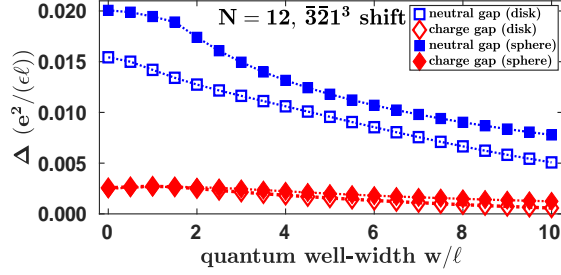 N = 12, 3̅2̅1³ shift
neutral gap (disk)
charge gap (disk)
neutral gap (sphere)
charge gap (sphere)
Δ (e²/(ϵℓ))
0.020
0.015
0.010
0.005
0.000
0 2 4 6 8 10
quantum well-width w/ℓ